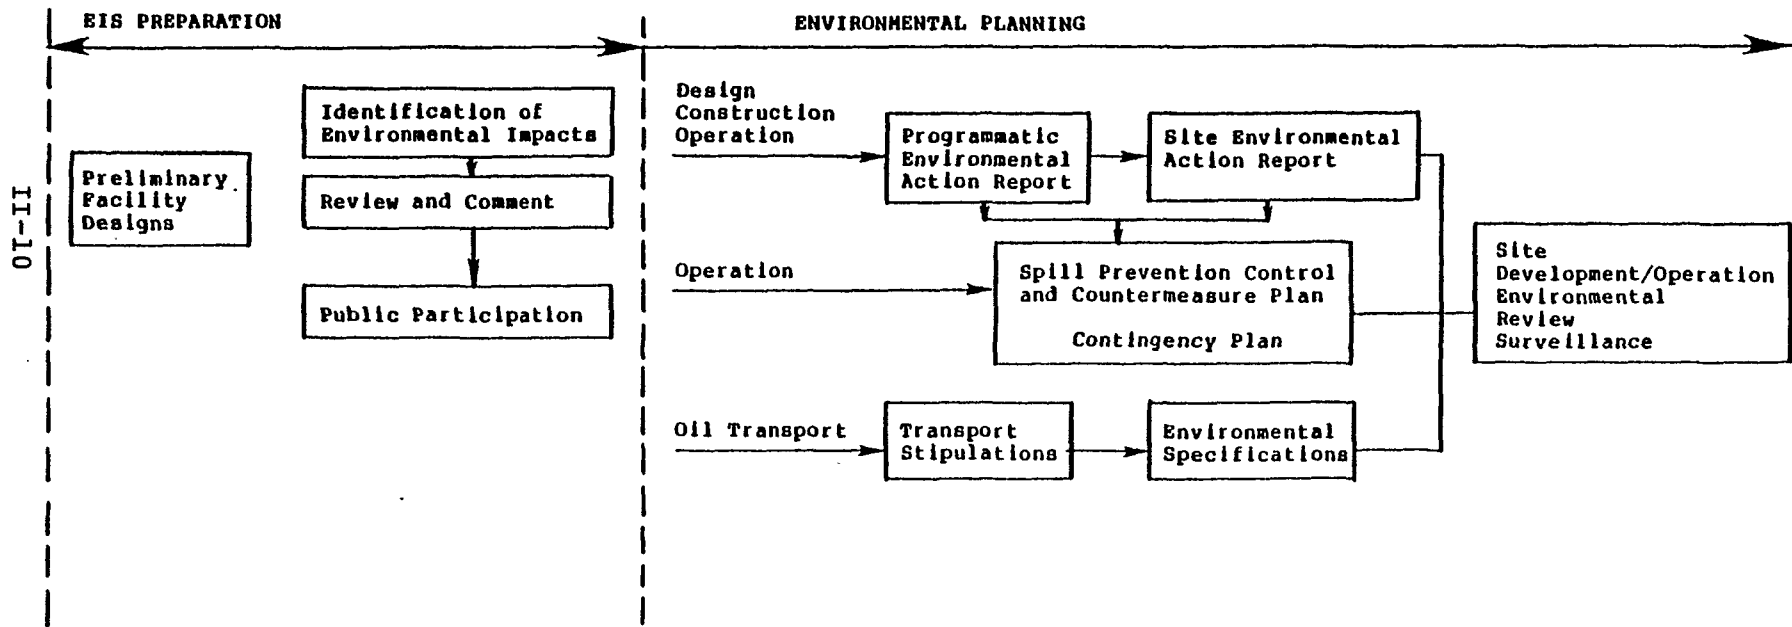 EIS PREPARATION
ENVIRONMENTAL PLANNING
II-10
Preliminary
Facility
Designs
Identification of
Environmental Impacts
Review and Comment
Public Participation
Design
Construction
Operation
Programmatic
Environmental
Action Report
Site Environmental
Action Report
Operation
Spill Prevention Control
and Countermeasure Plan
Contingency Plan
Oil Transport
Transport
Stipulations
Environmental
Specifications
Site
Development/Operation
Environmental
Review
Surveillance